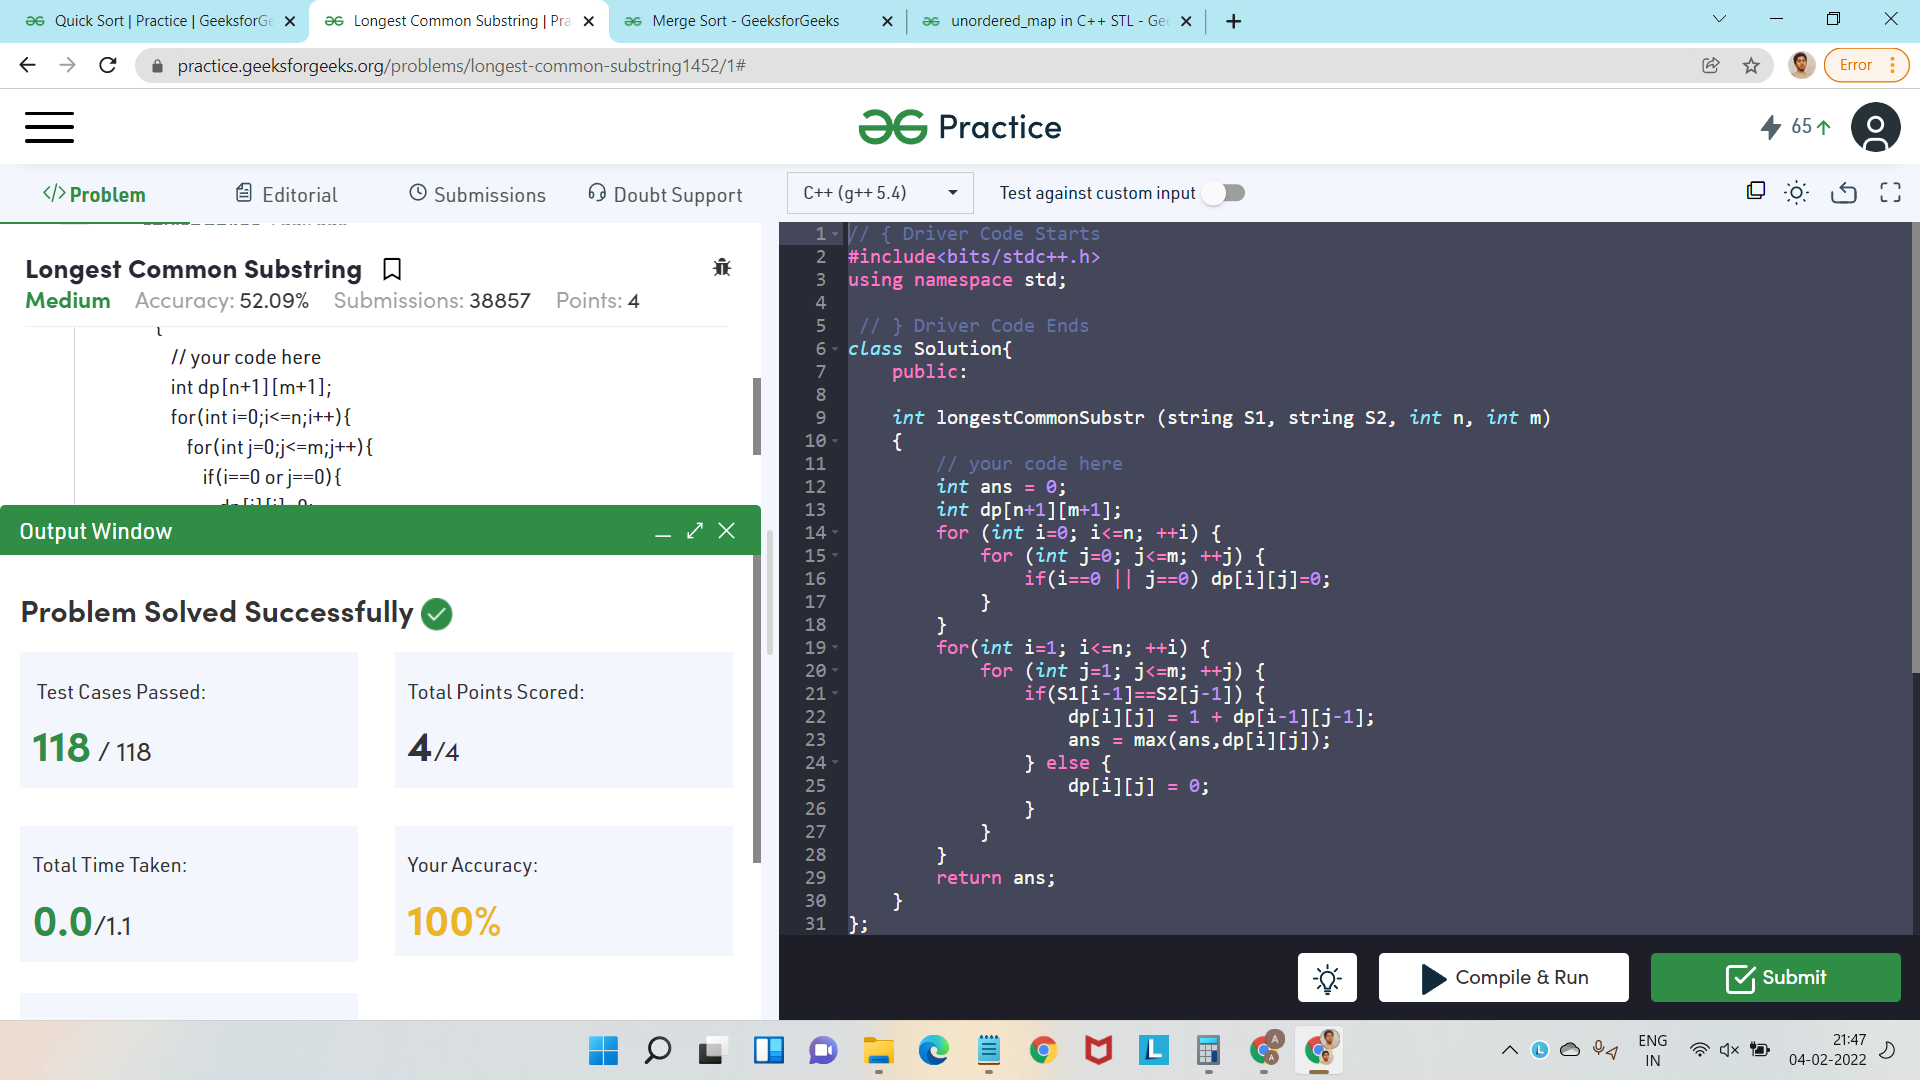 Quick Sort | Practice | GeeksforGe
Longest Common Substring | Pra
Merge Sort - GeeksforGeeks
unordered_map in C++ STL - Gee
practice.geeksforgeeks.org/problems/longest-common-substring1452/1#
Error
Practice
65
</>Problem
Editorial
Submissions
Doubt Support
C++ (g++ 5.4)
Test against custom input
Longest Common Substring
Medium Accuracy: 52.09% Submissions: 38857 Points: 4
{
// your code here
int dp[n+1][m+1];
for(int i=0;i<=n;i++){
for(int j=0;j<=m;j++){
if(i==0 or j==0){
Output Window
Problem Solved Successfully
Test Cases Passed:
118 / 118
Total Points Scored:
4/4
Total Time Taken:
0.0/1.1
Your Accuracy:
100%
1 // { Driver Code Starts
2 #include<bits/stdc++.h>
3 using namespace std;
4
5 // } Driver Code Ends
6 class Solution{
7 public:
8
9 int longestCommonSubstr (string S1, string S2, int n, int m)
10 {
11 // your code here
12 int ans = 0;
13 int dp[n+1][m+1];
14 for (int i=0; i<=n; ++i) {
15 for (int j=0; j<=m; ++j) {
16 if(i==0 || j==0) dp[i][j]=0;
17 }
18 }
19 for(int i=1; i<=n; ++i) {
20 for (int j=1; j<=m; ++j) {
21 if(S1[i-1]==S2[j-1]) {
22 dp[i][j] = 1 + dp[i-1][j-1];
23 ans = max(ans,dp[i][j]);
24 } else {
25 dp[i][j] = 0;
26 }
27 }
28 }
29 return ans;
30 }
31 };
Compile & Run
Submit
ENG
IN
21:47
04-02-2022